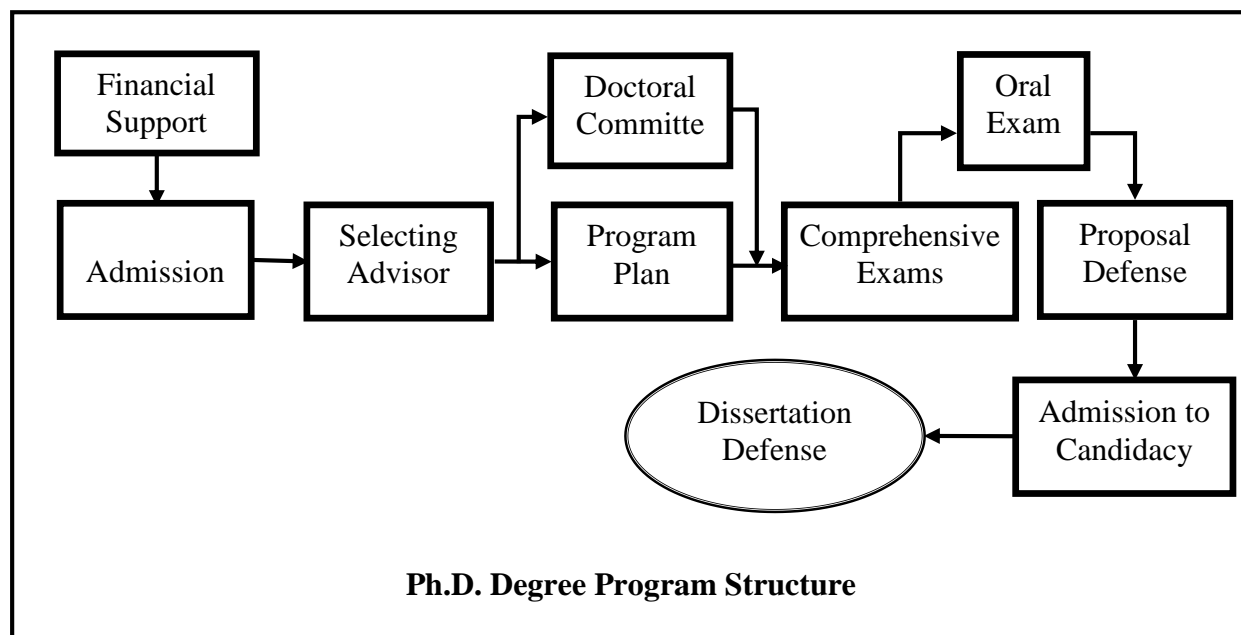 Financial
Support
Admission
Selecting
Advisor
Doctoral
Committe
Program
Plan
Comprehensive
Exams
Oral
Exam
Proposal
Defense
Admission to
Candidacy
Dissertation
Defense
Ph.D. Degree Program Structure